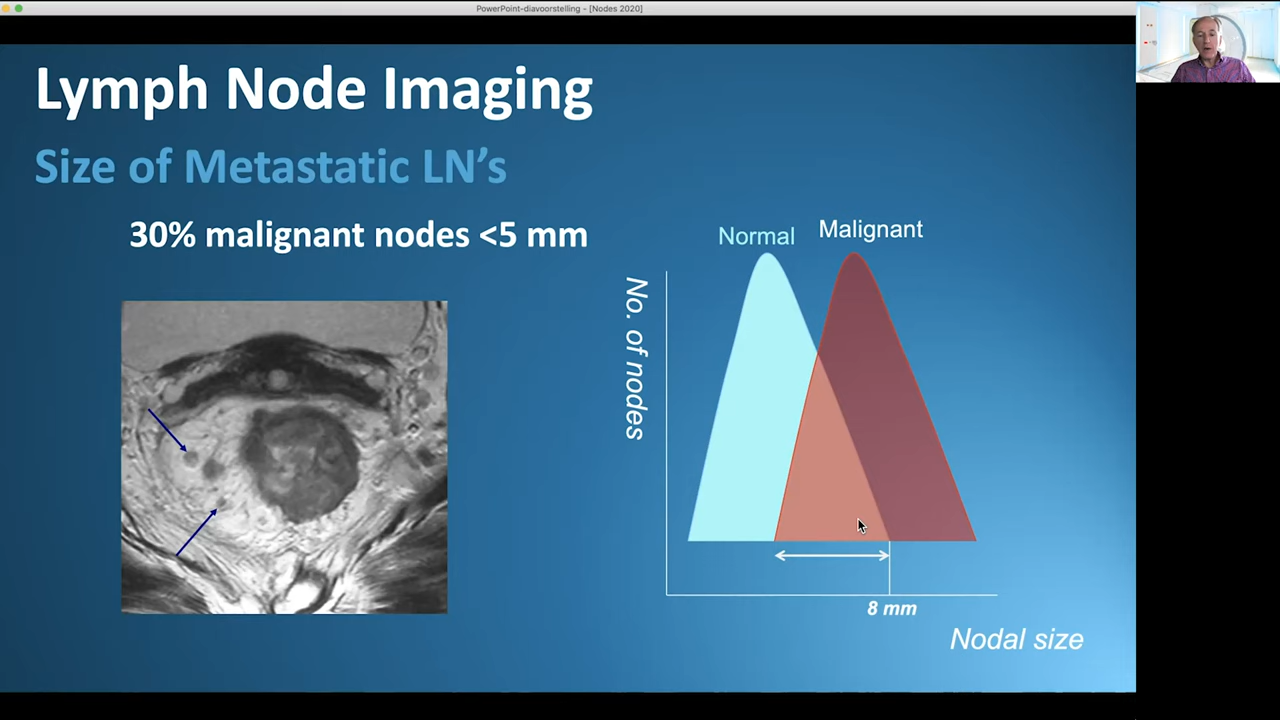 PowerPoint-diavoorstelling - [Nodes 2020]
Lymph Node Imaging
Size of Metastatic LN's
30% malignant nodes <5 mm
Normal
Malignant
No. of nodes
8 mm
Nodal size